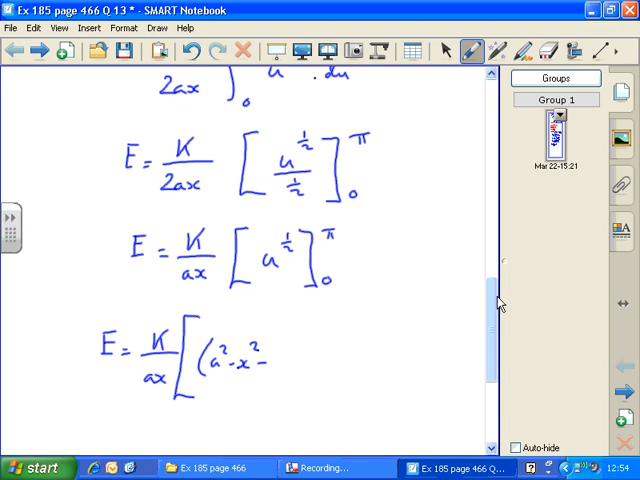 Ex 185 page 466 Q 13 * - SMART Notebook
File Edit View Insert Format Draw Help
2ax ∫₀ u . du
E = K/2ax [u^½/½]₀^π
E = K/ax [u^½]₀^π
E = K/ax [(a² - x² -
Groups
Group 1
Mar 22-15:21
Auto-hide
start
Ex 185 page 466
Recording...
Ex 185 page 466 Q...
12:54